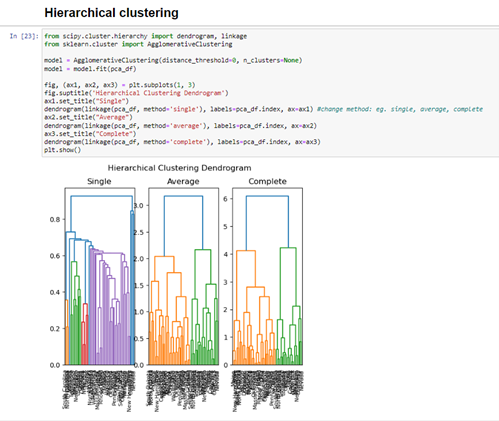 Hierarchical clustering
In [23]:
from scipy.cluster.hierarchy import dendrogram, linkage
from sklearn.cluster import AgglomerativeClustering
model = AgglomerativeClustering(distance_threshold=0, n_clusters=None)
model = model.fit(pca_df)
fig, (ax1, ax2, ax3) = plt.subplots(1, 3)
fig.suptitle('Hierarchical Clustering Dendrogram')
ax1.set_title("Single")
dendrogram(linkage(pca_df, method='single'), labels=pca_df.index, ax=ax1) #change method: eg. single, average, complete
ax2.set_title("Average")
dendrogram(linkage(pca_df, method='average'), labels=pca_df.index, ax=ax2)
ax3.set_title("Complete")
dendrogram(linkage(pca_df, method='complete'), labels=pca_df.index, ax=ax3)
plt.show()
Hierarchical Clustering Dendrogram
Single Average Complete
0.8
0.6
0.4
0.2
0.0
3.0
2.5
2.0
1.5
1.0
0.5
0.0
6
5
4
3
2
1
0